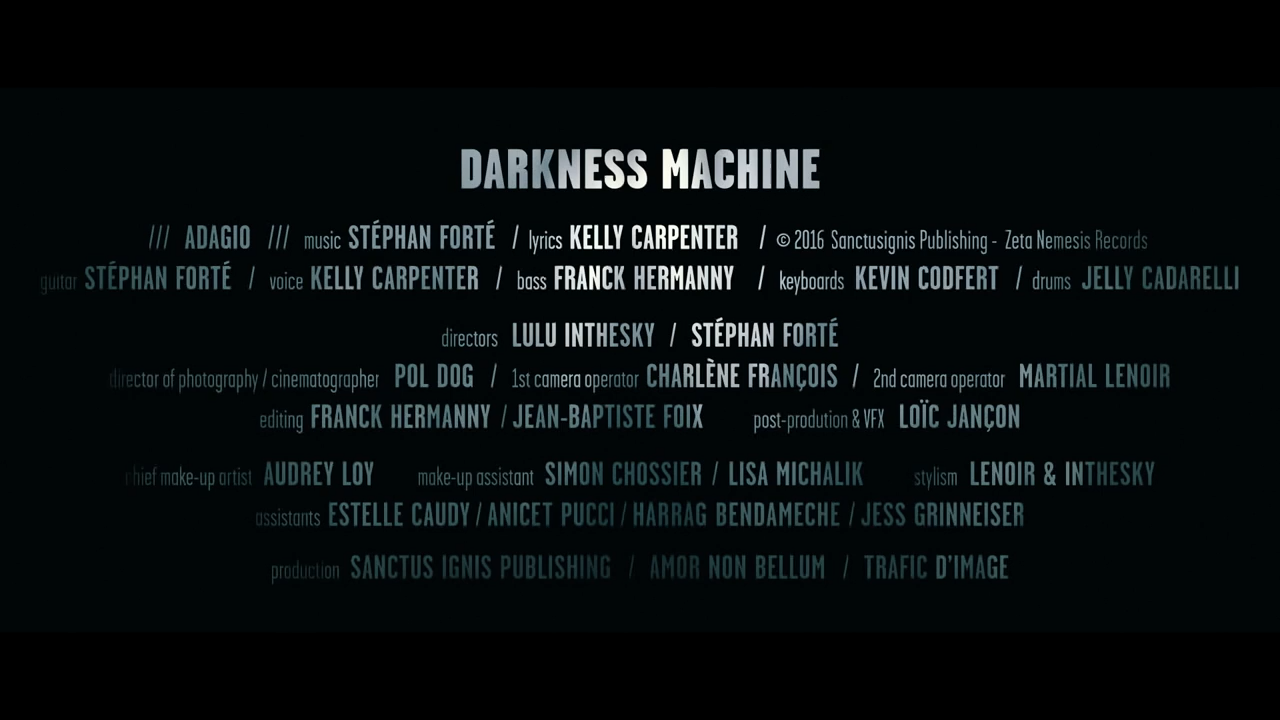 DARKNESS MACHINE
/// ADAGIO /// music STÉPHAN FORTÉ / lyrics KELLY CARPENTER / © 2016 Sanctusignis Publishing - Zeta Nemesis Records
guitar STÉPHAN FORTÉ / voice KELLY CARPENTER / bass FRANCK HERMANNY / keyboards KEVIN CODFERT / drums JELLY CADARELLI
directors LULU INTHESKY / STÉPHAN FORTÉ
director of photography / cinematographer POL DOG / 1st camera operator CHARLÈNE FRANÇOIS / 2nd camera operator MARTIAL LENOIR
editing FRANCK HERMANNY / JEAN-BAPTISTE FOIX post-prodution & VFX LOÏC JANÇON
chief make-up artist AUDREY LOY make-up assistant SIMON CHOSSIER / LISA MICHALIK stylism LENOIR & INTHESKY
assistants ESTELLE CAUDY / ANICET PUCCI / HARRAG BENDAMECHE / JESS GRINNEISER
production SANCTUS IGNIS PUBLISHING / AMOR NON BELLUM / TRAFIC D'IMAGE